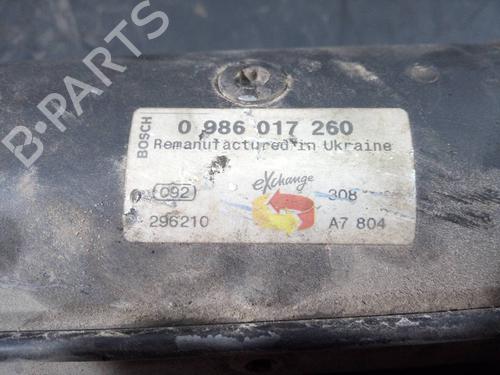 B-PARTS
BOSCH
0 986 017 260
Remanufactured in Ukraine
092
eXchange
308
296210
A7 804